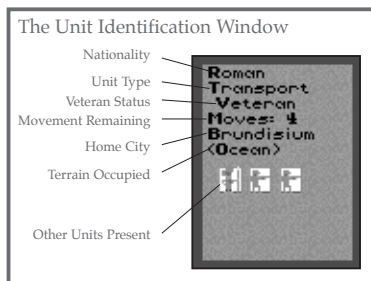 The Unit Identification Window
Nationality
Unit Type
Veteran Status
Movement Remaining
Home City
Terrain Occupied
Other Units Present
Roman
Transport
Veteran
Moves: 4
Brundisium
(Ocean)